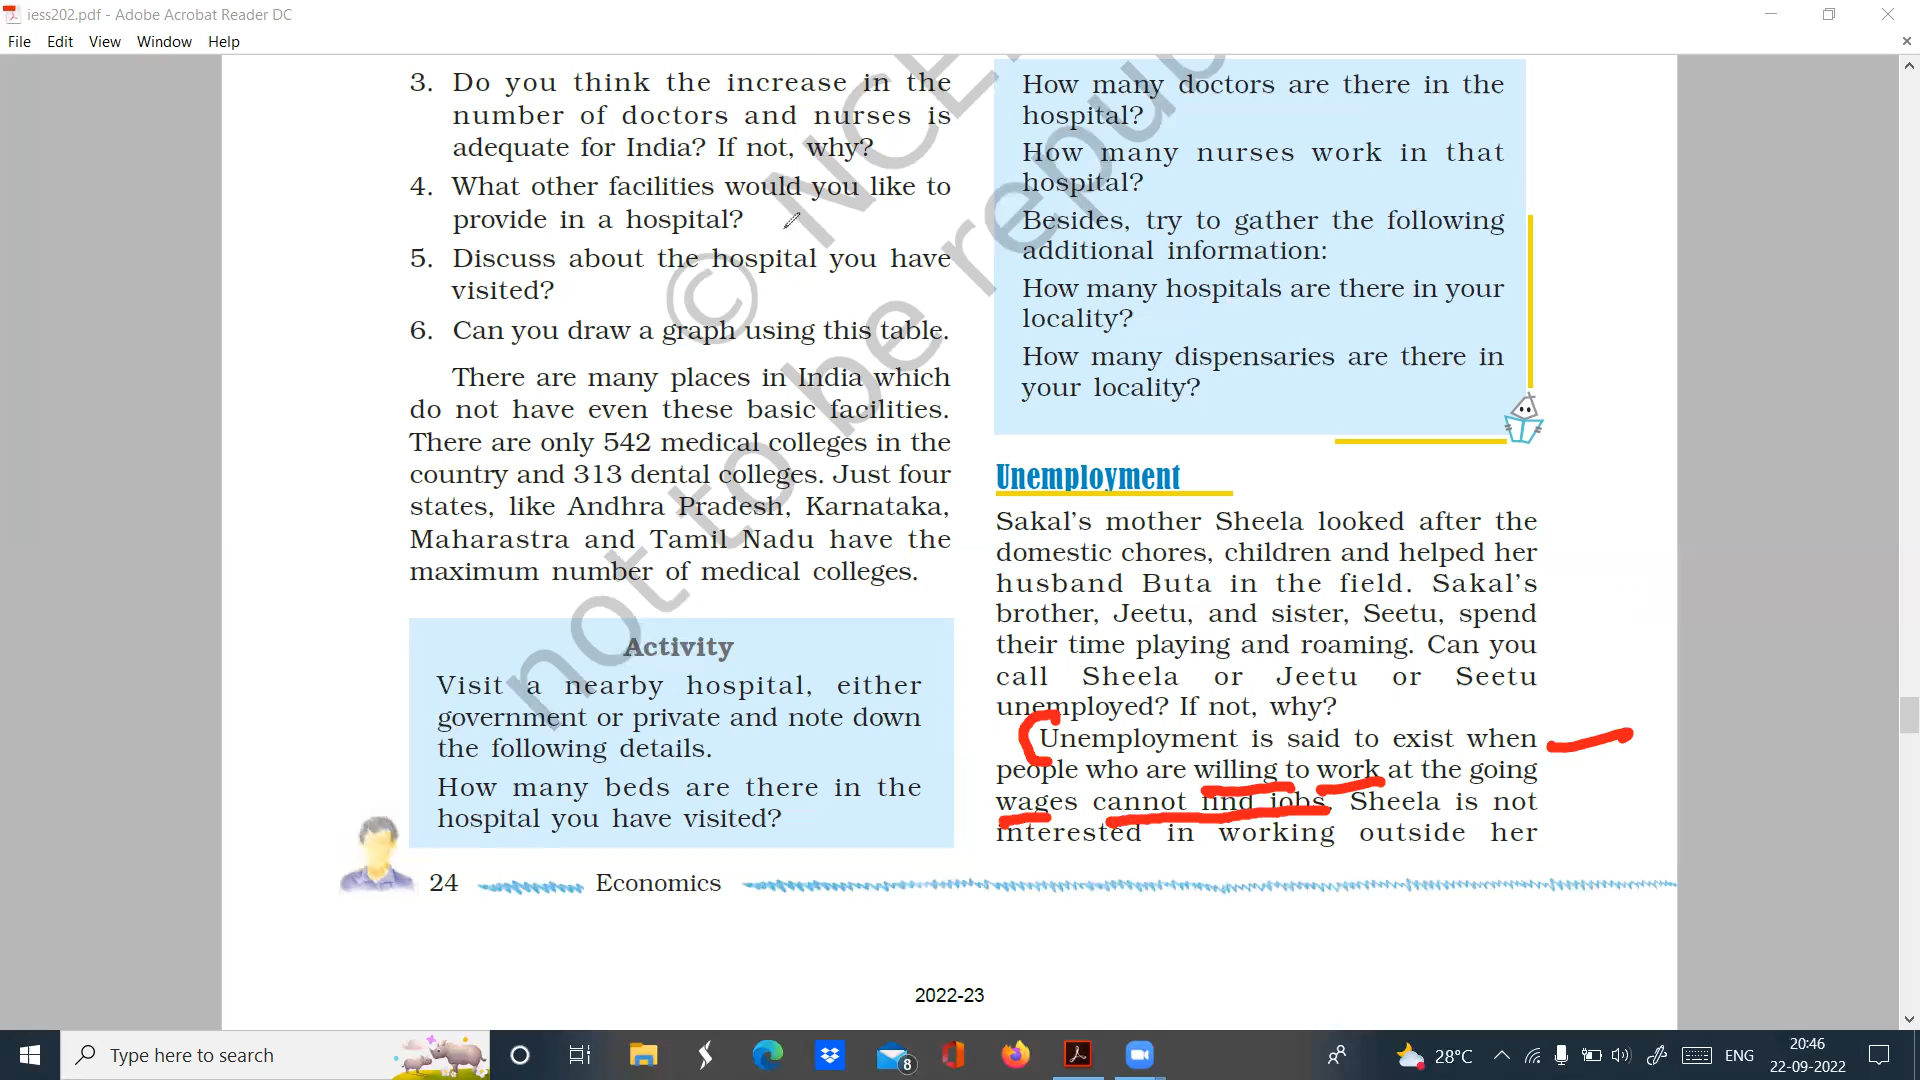 iess202.pdf - Adobe Acrobat Reader DC
File Edit View Window Help
3. Do you think the increase in the
number of doctors and nurses is
adequate for India? If not, why?
4. What other facilities would you like to
provide in a hospital?
5. Discuss about the hospital you have
visited?
6. Can you draw a graph using this table.
There are many places in India which
do not have even these basic facilities.
There are only 542 medical colleges in the
country and 313 dental colleges. Just four
states, like Andhra Pradesh, Karnataka,
Maharastra and Tamil Nadu have the
maximum number of medical colleges.
Activity
Visit a nearby hospital, either
government or private and note down
the following details.
How many beds are there in the
hospital you have visited?
How many doctors are there in the
hospital?
How many nurses work in that
hospital?
Besides, try to gather the following
additional information:
How many hospitals are there in your
locality?
How many dispensaries are there in
your locality?
Unemployment
Sakal's mother Sheela looked after the
domestic chores, children and helped her
husband Buta in the field. Sakal's
brother, Jeetu, and sister, Seetu, spend
their time playing and roaming. Can you
call Sheela or Jeetu or Seetu
unemployed? If not, why?
Unemployment is said to exist when
people who are willing to work at the going
wages cannot find jobs. Sheela is not
interested in working outside her
24 Economics
2022-23
© NCE
not to be repu
Type here to search
8
28°C
ENG
20:46
22-09-2022